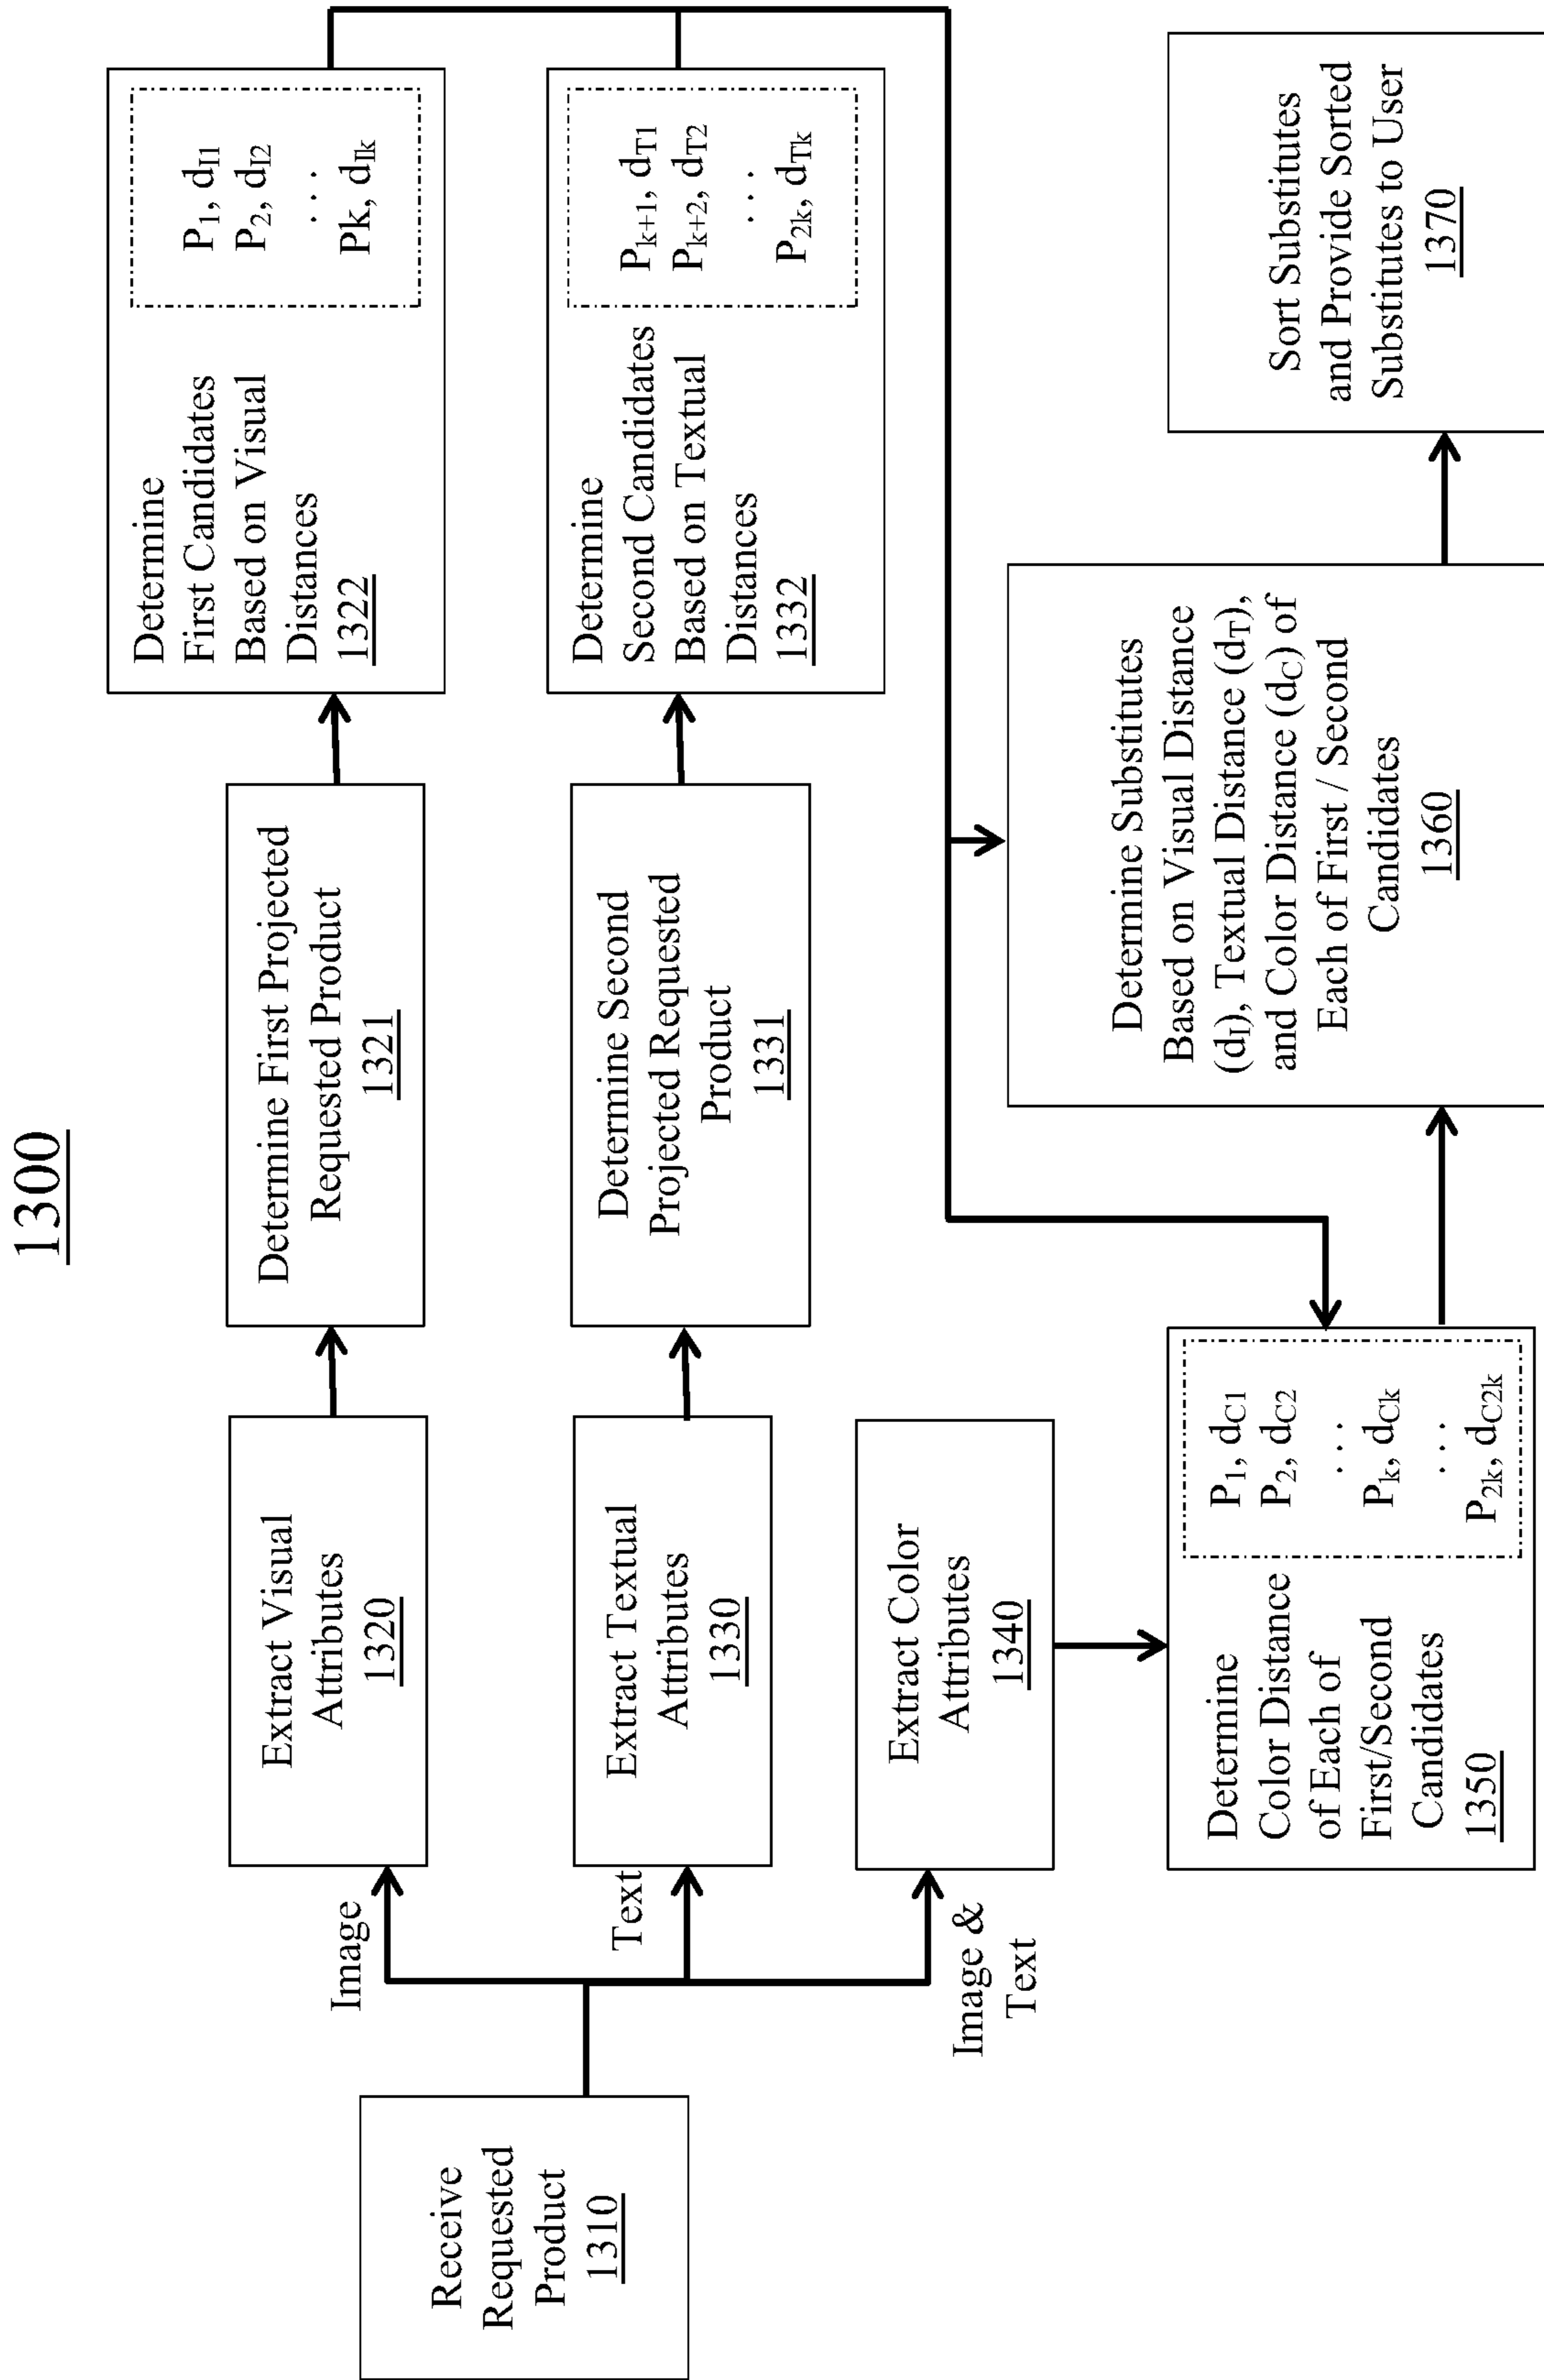 1300
Receive
Requested
Product
1310
Image
Text
Image &
Text
Extract Visual
Attributes
1320
Determine First Projected
Requested Product
1321
Determine
First Candidates
Based on Visual
Distances
1322
P1, dI1
P2, dI2
. . .
Pk, dIk
Extract Textual
Attributes
1330
Determine Second
Projected Requested
Product
1331
Determine
Second Candidates
Based on Textual
Distances
1332
Pk+1, dT1
Pk+2, dT2
. . .
P2k, dTk
Extract Color
Attributes
1340
Determine
Color Distance
of Each of
First/Second
Candidates
1350
P1, dC1
P2, dC2
. . .
Pk, dCk
. . .
P2k, dC2k
Determine Substitutes
Based on Visual Distance
(dI), Textual Distance (dT),
and Color Distance (dC) of
Each of First / Second
Candidates
1360
Sort Substitutes
and Provide Sorted
Substitutes to User
1370